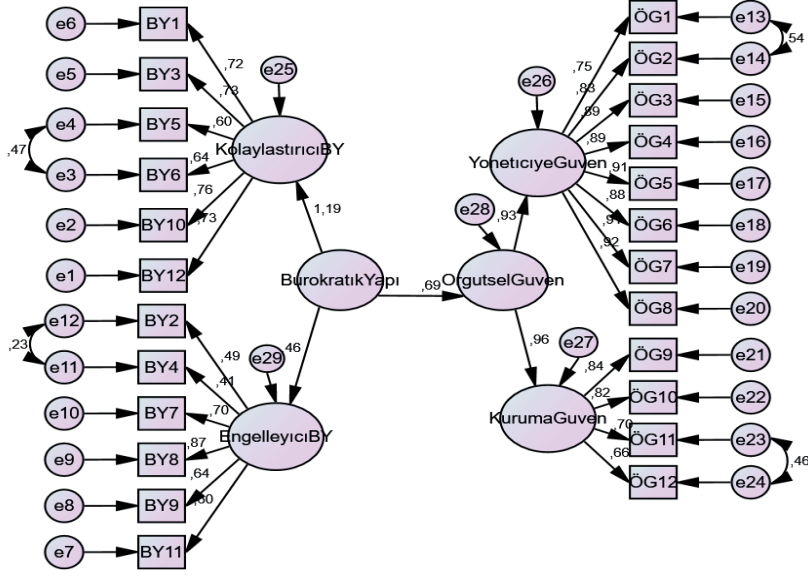 e6
BY1
e5
BY3
e4
BY5
,47
e3
BY6
e2
BY10
e1
BY12
,72
,73
,60
,64
,76
,73
e25
KolaylastırıcıBY
1,19
BürokratıkYapı
,69
46
e12
BY2
,23
e11
BY4
e10
BY7
e9
BY8
e8
BY9
e7
BY11
,49
,41
,70
,87
,64
e29
EngelleyıcıBY
e28
OrgutselGuven
,93
,96
e26
YoneticıyeGuven
,75
,83
,89
,89
,91
,88
,92
ÖG1
e13
,54
ÖG2
e14
ÖG3
e15
ÖG4
e16
ÖG5
e17
ÖG6
e18
ÖG7
e19
ÖG8
e20
e27
KurumaGuven
,84
,82
,70
,66
ÖG9
e21
ÖG10
e22
ÖG11
e23
,46
ÖG12
e24